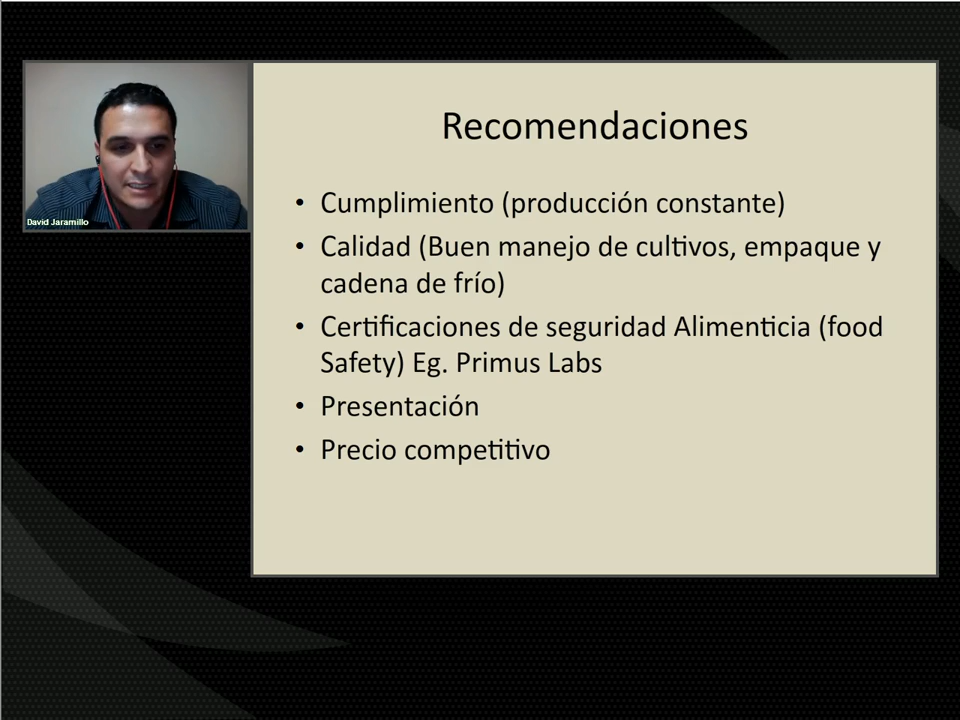 Recomendaciones
• Cumplimiento (producción constante)
• Calidad (Buen manejo de cultivos, empaque y
cadena de frío)
• Certificaciones de seguridad Alimenticia (food
Safety) Eg. Primus Labs
• Presentación
• Precio competitivo
David Jaramillo